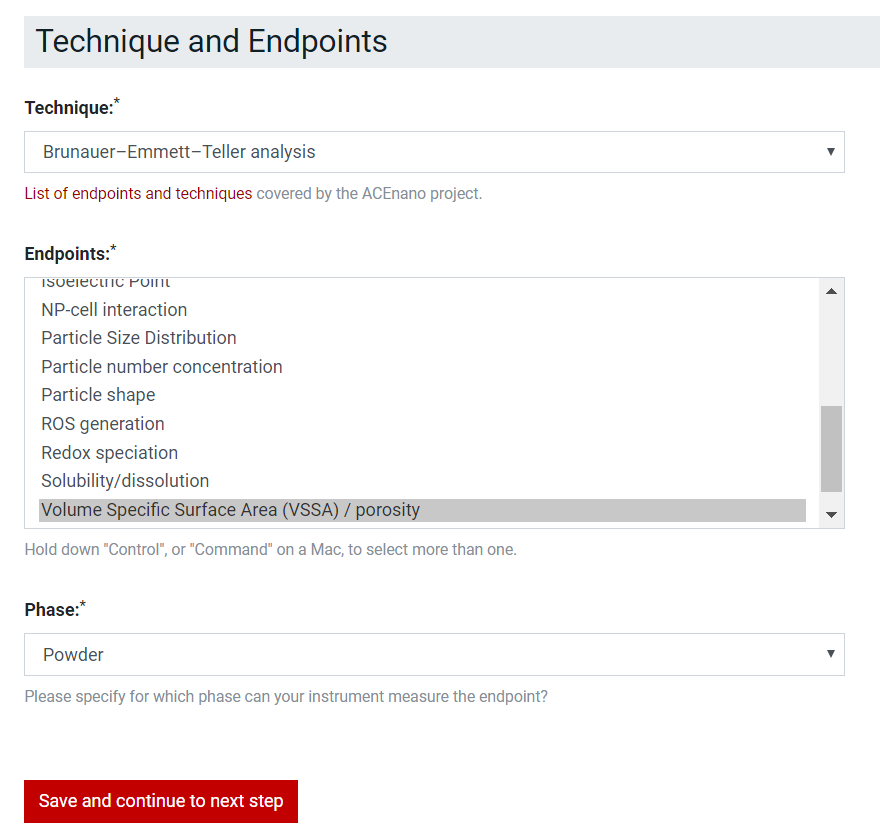 Technique and Endpoints
Technique:*
Brunauer–Emmett–Teller analysis
List of endpoints and techniques covered by the ACEnano project.
Endpoints:*
Isoelectric Point
NP-cell interaction
Particle Size Distribution
Particle number concentration
Particle shape
ROS generation
Redox speciation
Solubility/dissolution
Volume Specific Surface Area (VSSA) / porosity
Hold down "Control", or "Command" on a Mac, to select more than one.
Phase:*
Powder
Please specify for which phase can your instrument measure the endpoint?
Save and continue to next step